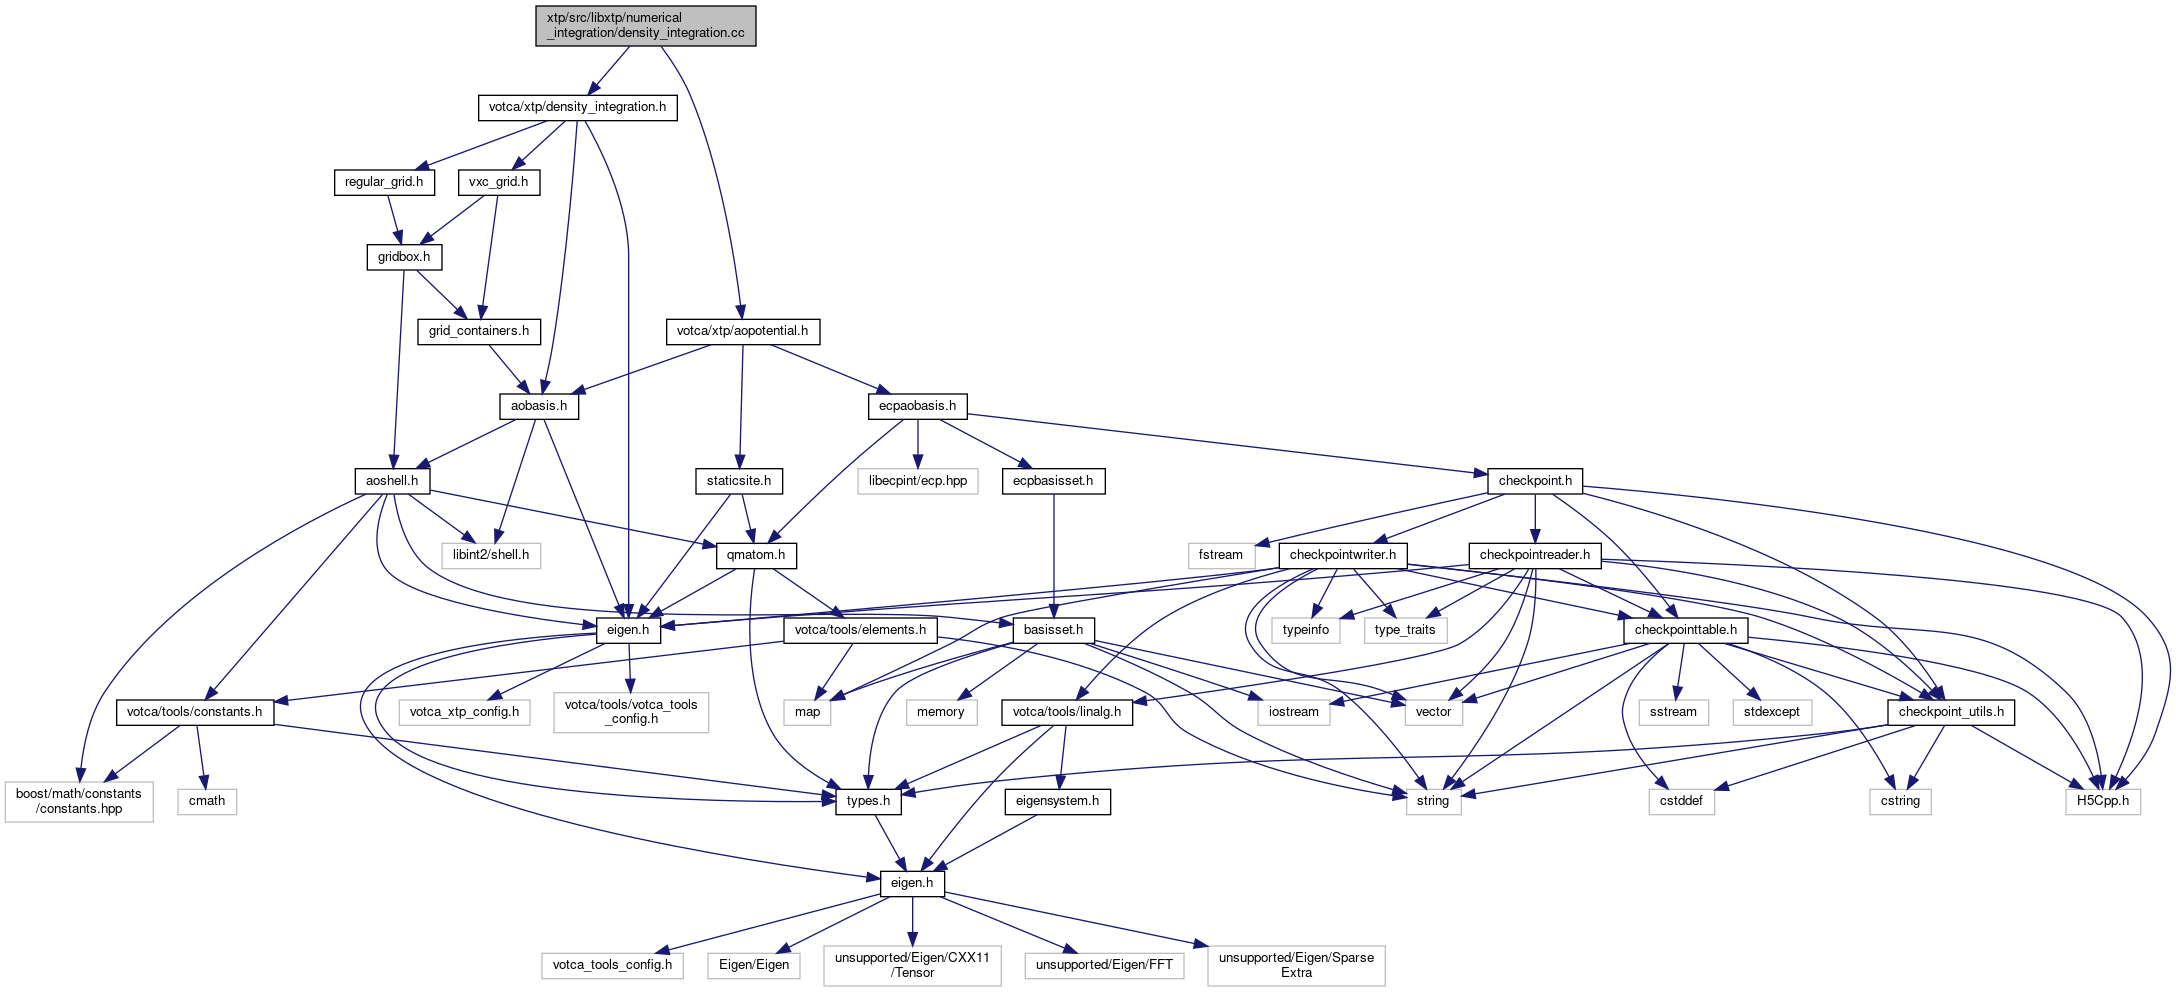 xtp/src/libxtp/numerical
_integration/density_integration.cc
votca/xtp/density_integration.h
regular_grid.h
vxc_grid.h
gridbox.h
grid_containers.h
votca/xtp/aopotential.h
aobasis.h
ecpaobasis.h
aoshell.h
staticsite.h
libecpint/ecp.hpp
ecpbasisset.h
checkpoint.h
libint2/shell.h
qmatom.h
fstream
checkpointwriter.h
checkpointreader.h
eigen.h
votca/tools/elements.h
basisset.h
typeinfo
type_traits
checkpointtable.h
votca/tools/constants.h
votca_xtp_config.h
votca/tools/votca_tools
_config.h
map
memory
votca/tools/linalg.h
iostream
vector
sstream
stdexcept
checkpoint_utils.h
boost/math/constants
/constants.hpp
cmath
types.h
eigensystem.h
string
cstddef
cstring
H5Cpp.h
eigen.h
votca_tools_config.h
Eigen/Eigen
unsupported/Eigen/CXX11
/Tensor
unsupported/Eigen/FFT
unsupported/Eigen/Sparse
Extra